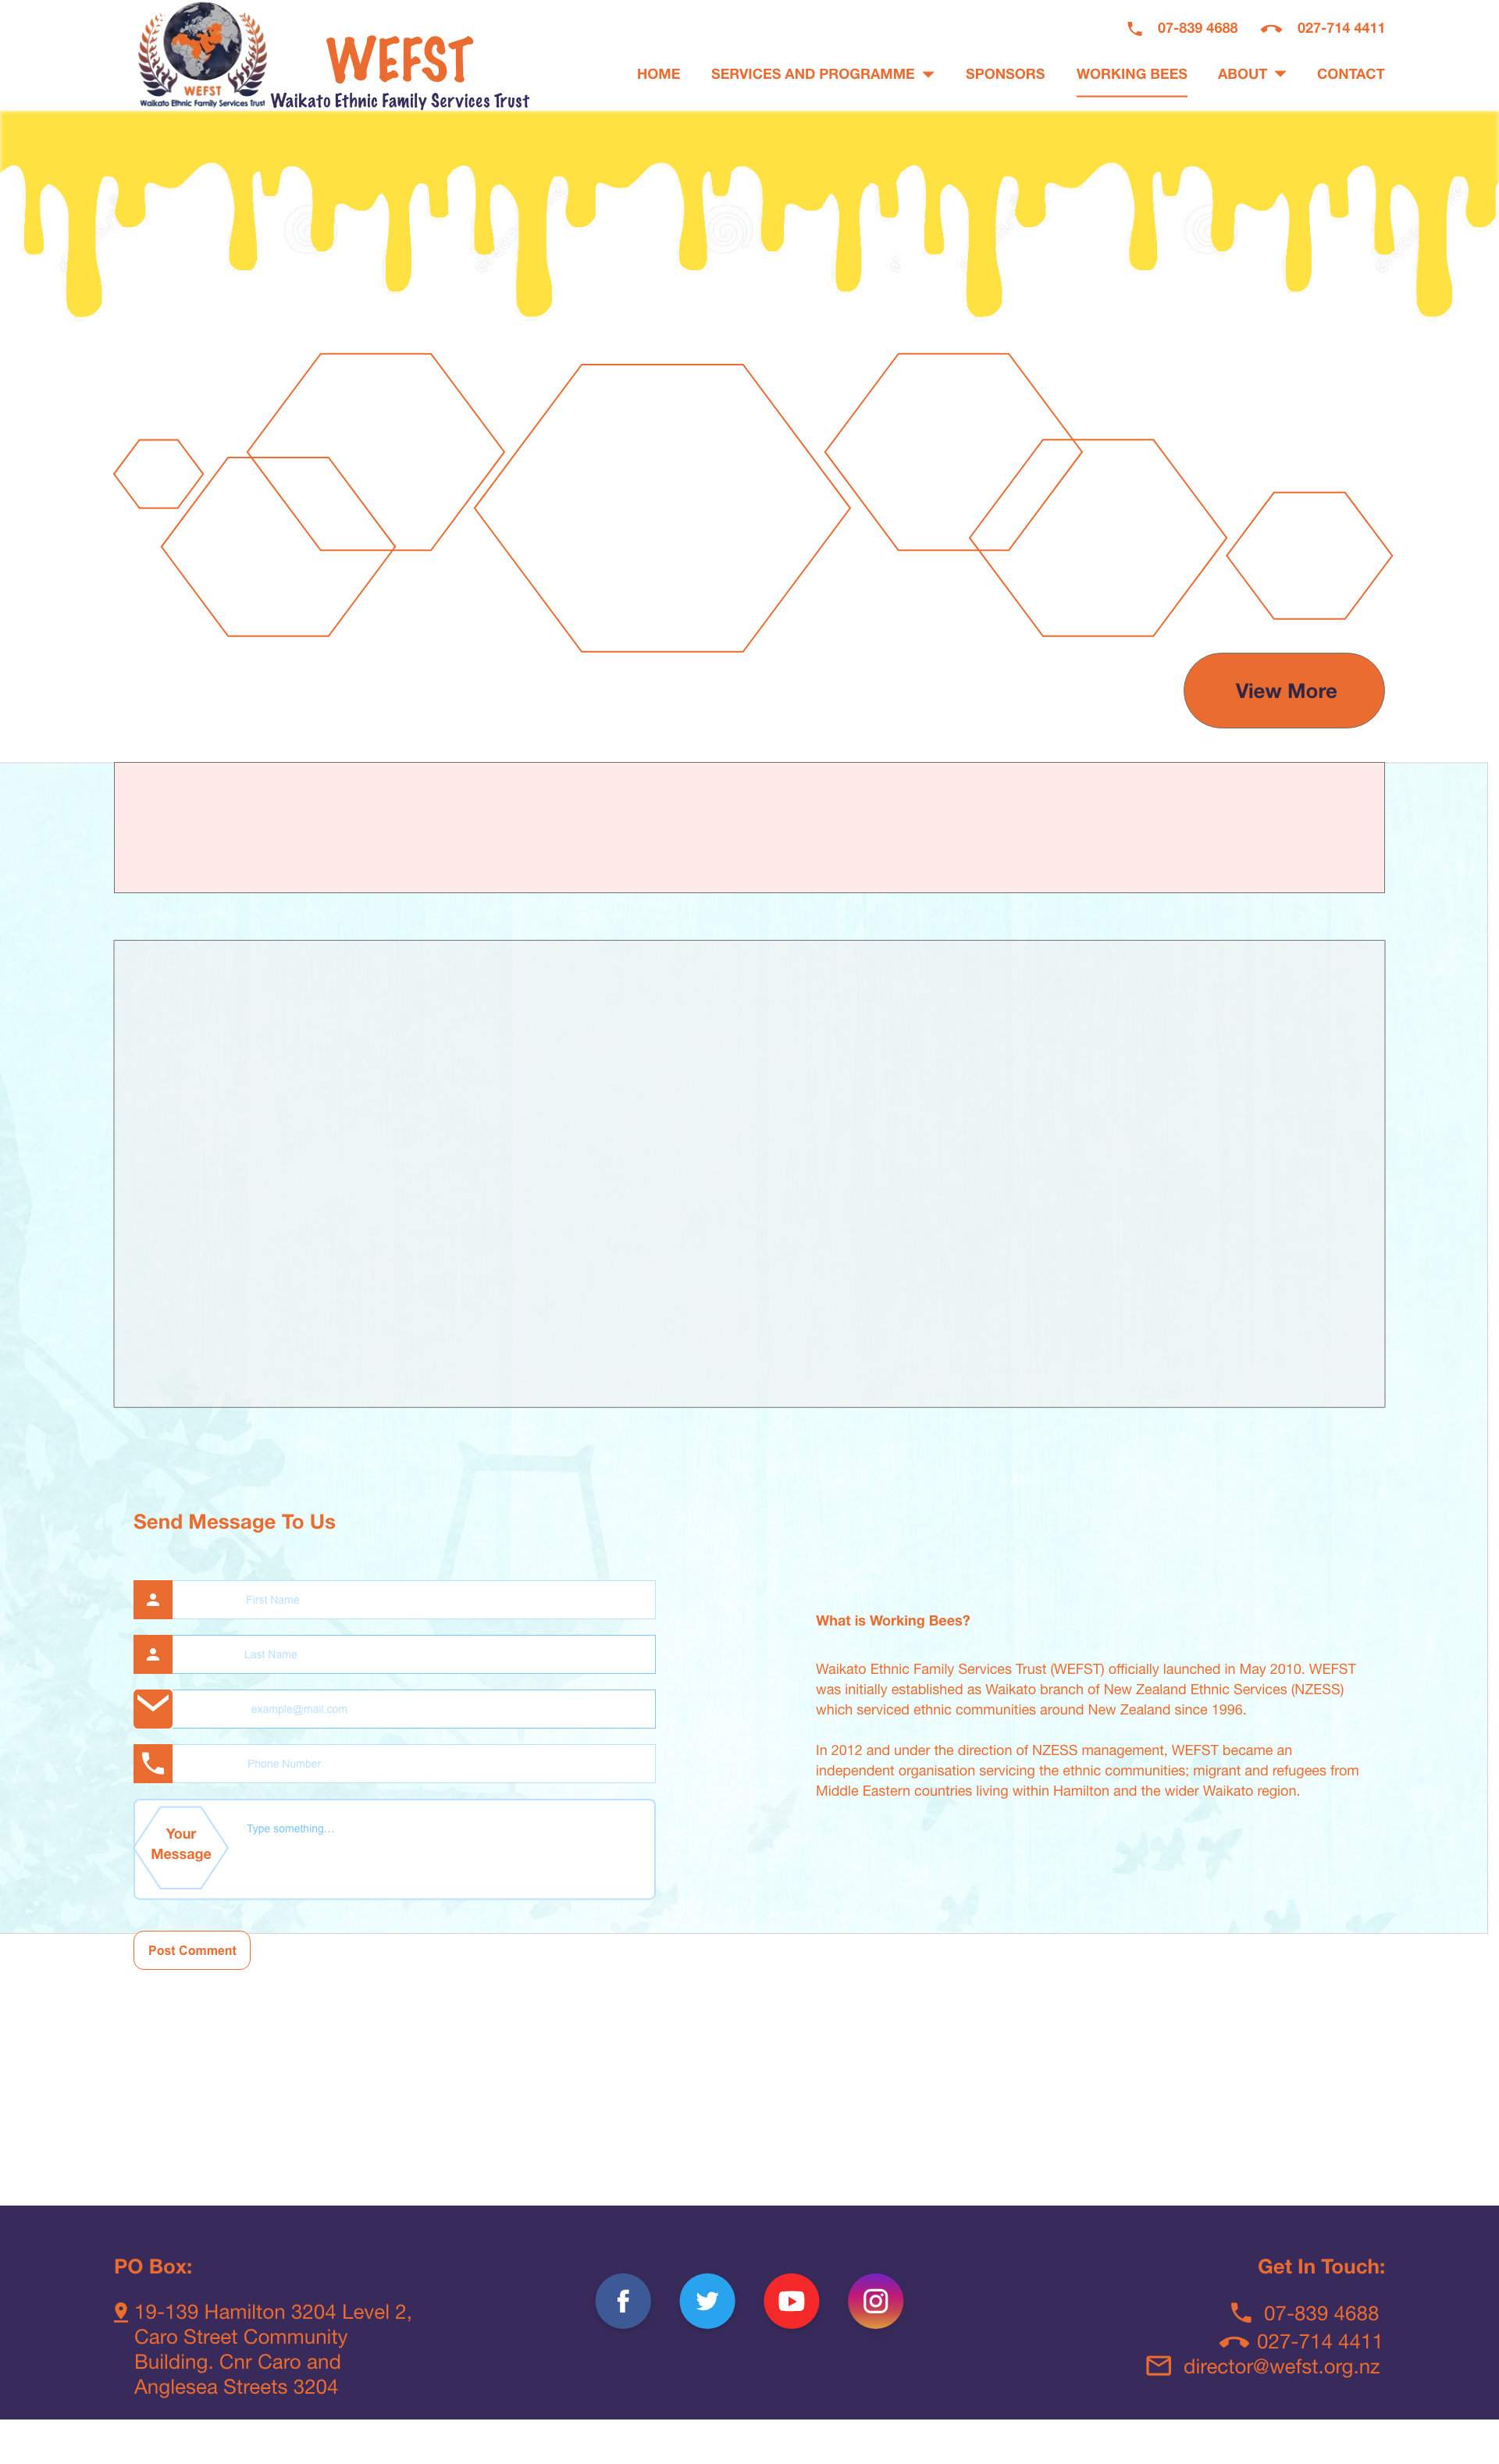 07-839 4688 027-714 4411
WEFST
WEFST
Waikato Ethnic Family Services Trust
Waikato Ethnic Family Services Trust
HOME SERVICES AND PROGRAMME SPONSORS WORKING BEES ABOUT CONTACT
View More
Send Message To Us
First Name
Last Name
example@mail.com
Phone Number
Your
Message
Type something...
Post Comment
What is Working Bees?
Waikato Ethnic Family Services Trust (WEFST) officially launched in May 2010. WEFST
was initially established as Waikato branch of New Zealand Ethnic Services (NZESS)
which serviced ethnic communities around New Zealand since 1996.
In 2012 and under the direction of NZESS management, WEFST became an
independent organisation servicing the ethnic communities; migrant and refugees from
Middle Eastern countries living within Hamilton and the wider Waikato region.
PO Box:
19-139 Hamilton 3204 Level 2,
Caro Street Community
Building. Cnr Caro and
Anglesea Streets 3204
Get In Touch:
07-839 4688
027-714 4411
director@wefst.org.nz